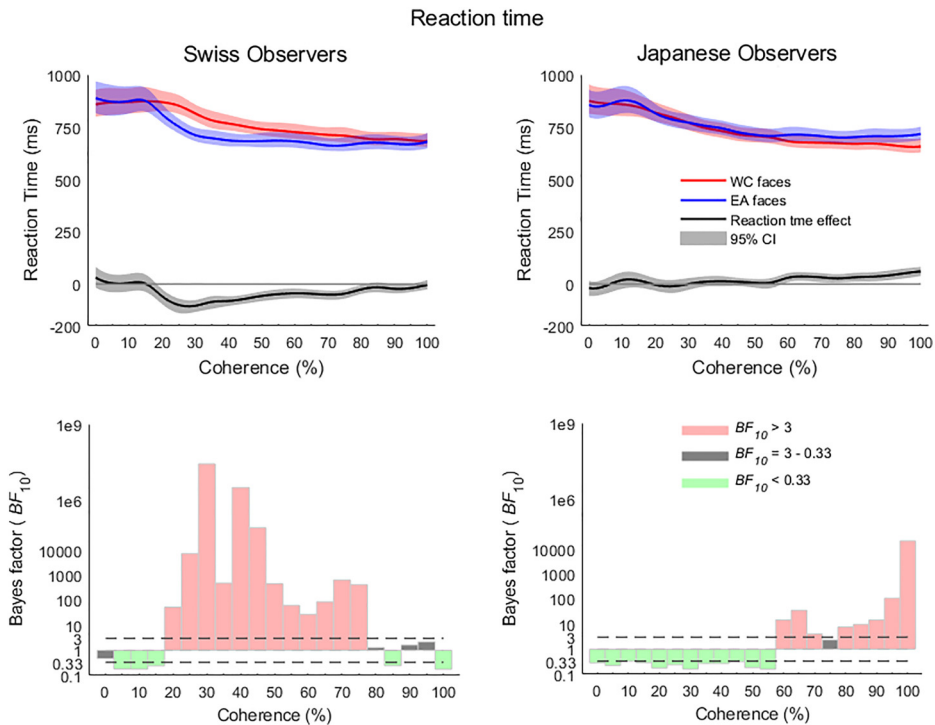 Reaction time
Swiss Observers
Japanese Observers
Reaction Time (ms)
1000
750
500
250
0
-200
0 10 20 30 40 50 60 70 80 90 100
Coherence (%)
Reaction Time (ms)
1000
750
500
250
0
-200
WC faces
EA faces
Reaction tme effect
95% CI
0 10 20 30 40 50 60 70 80 90 100
Coherence (%)
Bayes factor ( BF10)
1e9
1e6
10000
1000
100
10
3
1
0.33
0.1
0 10 20 30 40 50 60 70 80 90 100
Coherence (%)
Bayes factor ( BF10)
1e9
1e6
10000
1000
100
10
3
1
0.33
0.1
BF10 > 3
BF10 = 3 - 0.33
BF10 < 0.33
0 10 20 30 40 50 60 70 80 90 100
Coherence (%)